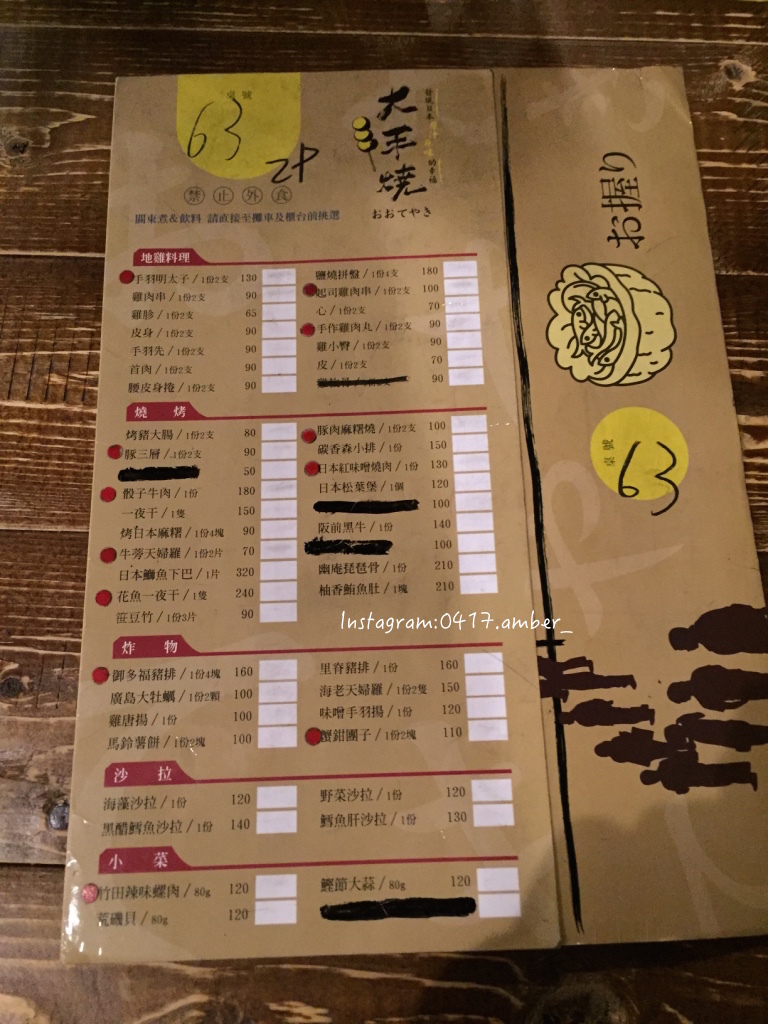 桌號
63
2P
大手燒
おおてやき
的幸福
禁止外食
關東煮&飲料 請直接至攤車及櫃台前挑選
地雞料理
手羽明太子/1份2支 130
雞肉串/1份2支 90
雞胗/1份2支 65
皮身/1份2支 90
手羽先/1份2支 90
首肉/1份2支 90
腰皮身捲/1份2支 90
鹽燒拼盤/1份4支 180
起司雞肉串/1份2支 100
心/1份2支 70
手作雞肉丸/1份2支 90
雞小臀/1份2支 90
皮/1份2支 70
90
燒烤
烤豬大腸/1份2支 80
豚三層/1份2支 90
50
骰子牛肉/1份 180
一夜干/1隻 150
烤日本麻糬/1份4塊 90
牛蒡天婦羅/1份2片 70
日本鰤魚下巴/1片 320
花魚一夜干/1隻 240
笹豆竹/1份3片 90
豚肉麻糬燒/1份2支 100
碳香森小排/1份 150
日本紅味噌燒肉/1份 130
日本松葉堡/1個 120
100
阪前黑牛/1份 140
100
幽庵琵琶骨/1份 210
柚香鮪魚肚/1塊 210
炸物
御多福豬排/1份4塊 160
廣島大牡蠣/1份2顆 100
雞唐揚/1份 100
馬鈴薯餅/1份2塊 100
里脊豬排/1份 160
海老天婦羅/1份2隻 150
味噌手羽揚/1份 120
蟹鉗團子/1份2塊 110
沙拉
海藻沙拉/1份 120
黑醋鱈魚沙拉/1份 140
野菜沙拉/1份 120
鱈魚肝沙拉/1份 130
小菜
竹田辣味螺肉/80g 120
荒磯貝/80g 120
鰹節大蒜/80g 120
お握り
桌號
63
Instagram:0417.amber_